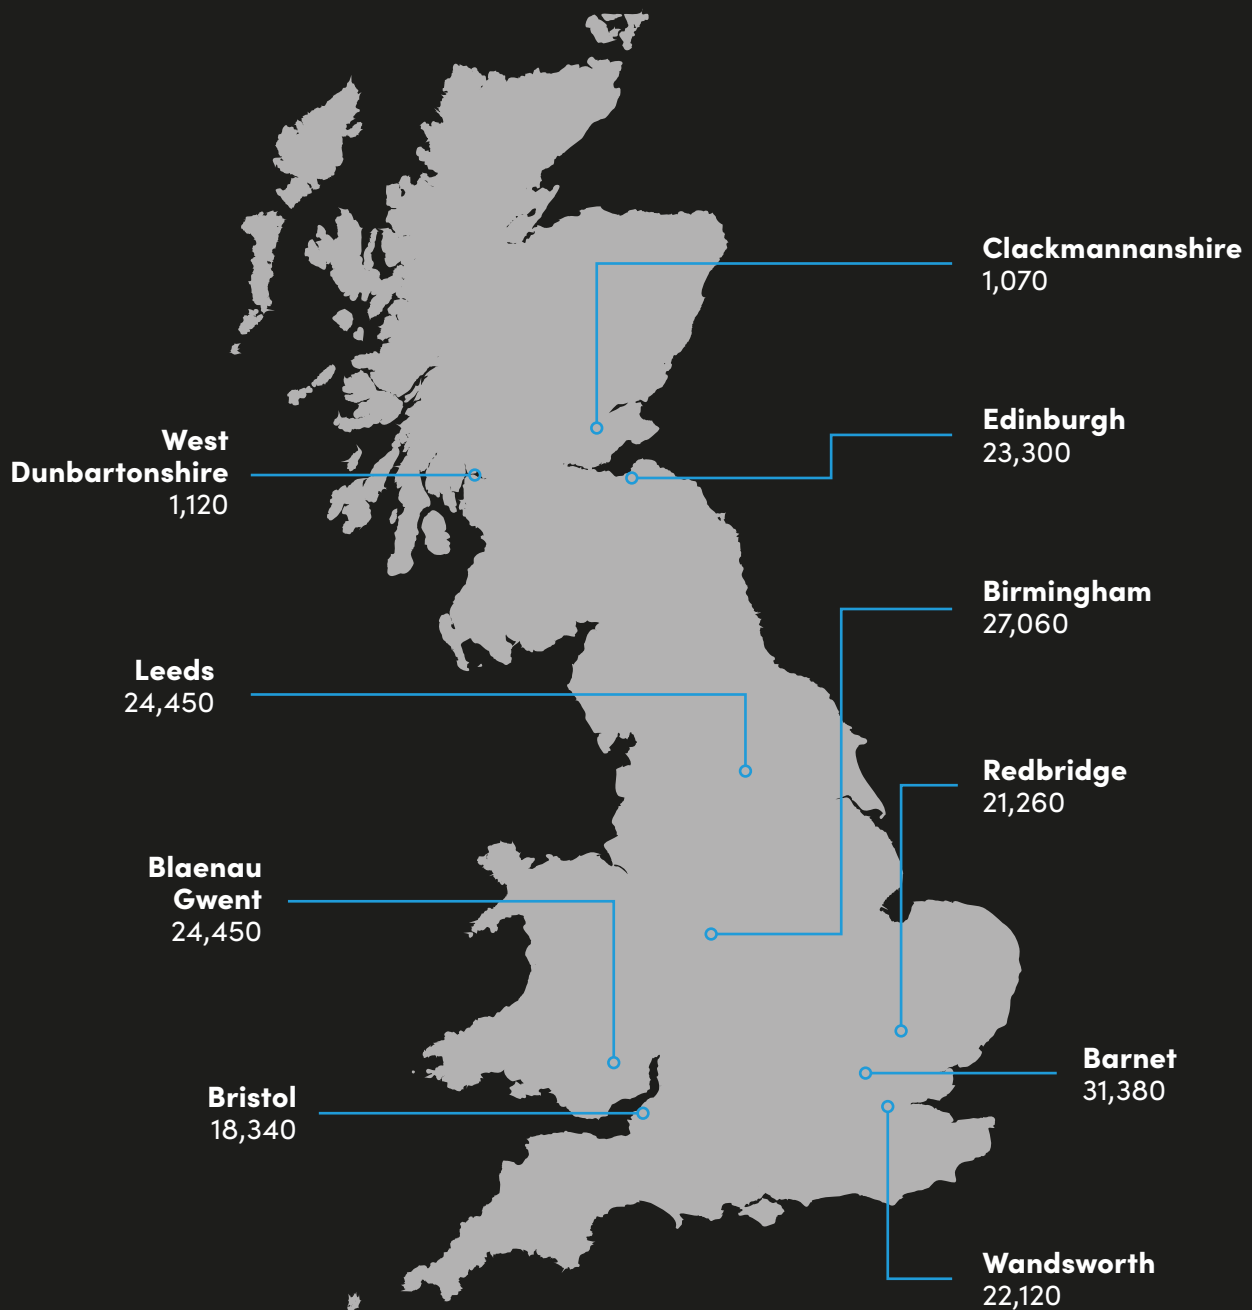 Clackmannanshire
1,070
Edinburgh
23,300
West
Dunbartonshire
1,120
Birmingham
27,060
Leeds
24,450
Redbridge
21,260
Blaenau
Gwent
24,450
Barnet
31,380
Bristol
18,340
Wandsworth
22,120